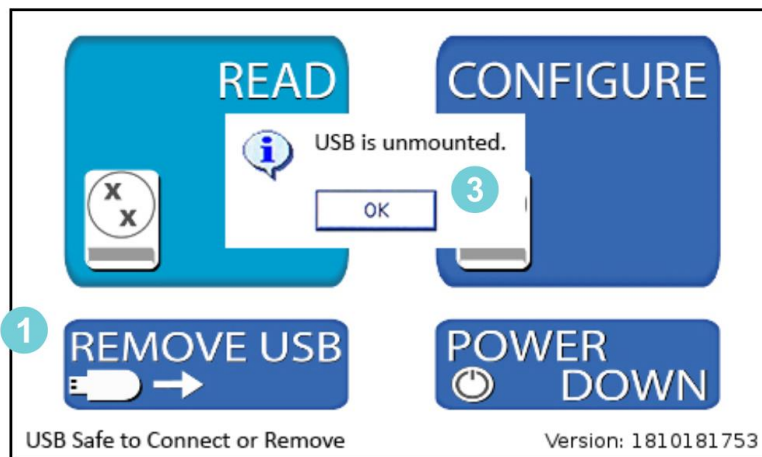 READ
CONFIGURE
USB is unmounted.
X
X
OK
3
1
REMOVE USB
POWER
DOWN
USB Safe to Connect or Remove
Version: 1810181753